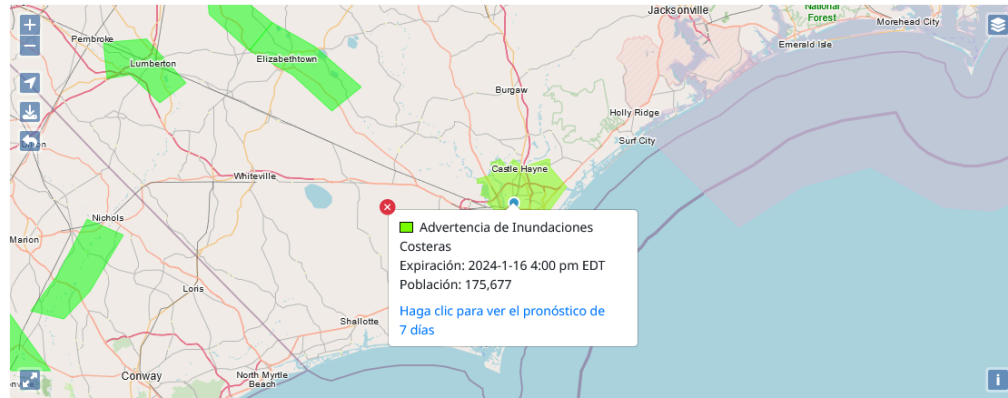 Jacksonville
National
Forest
Morehead City
Pembroke
Emerald Isle
Lumberton
Elizabethtown
Burgaw
Holly Ridge
Surf City
Castle Hayne
Whiteville
Nichols
Marion
Advertencia de Inundaciones
Costeras
Expiración: 2024-1-16 4:00 pm EDT
Población: 175,677
Haga clic para ver el pronóstico de
7 días
Loris
Shallotte
Conway
North Myrtle
Beach